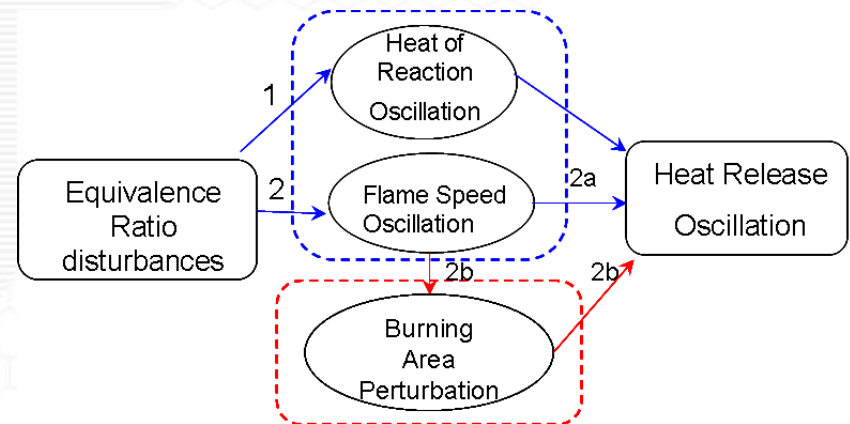 Heat of
Reaction
Oscillation
1
Equivalence
Ratio
disturbances
2
Flame Speed
Oscillation
2a
Heat Release
Oscillation
2b
2b
Burning
Area
Perturbation